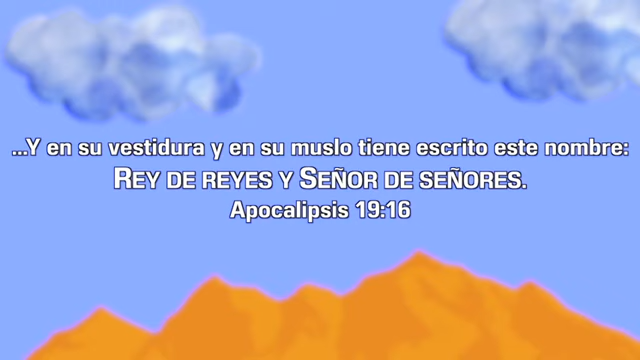 ...Y en su vestidura y en su muslo tiene escrito este nombre:
REY DE REYES Y SEÑOR DE SEÑORES.
Apocalipsis 19:16